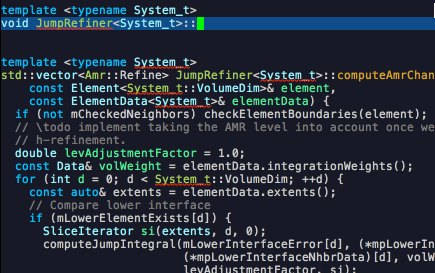 template <typename System_t>
void JumpRefiner<System_t>::
template <typename System_t>
std::vector<Amr::Refine> JumpRefiner<System_t>::computeAmrChan
const Element<System_t::VolumeDim>& element,
const ElementData<System_t>& elementData) {
if (not mCheckedNeighbors) checkElementBoundaries(element);
// \todo implement taking the AMR level into account once we
// h-refinement.
double levAdjustmentFactor = 1.0;
const Data& volWeight = elementData.integrationWeights();
for (int d = 0; d < System_t::VolumeDim; ++d) {
const auto& extents = elementData.extents();
// Compare lower interface
if (mLowerElementExists[d]) {
SliceIterator si(extents, d, 0);
computeJumpIntegral(mLowerInterfaceError[d], (*mpLowerInt
(*mpLowerInterfaceNhbrData)[d], volW
levAdjustmentFactor, si);